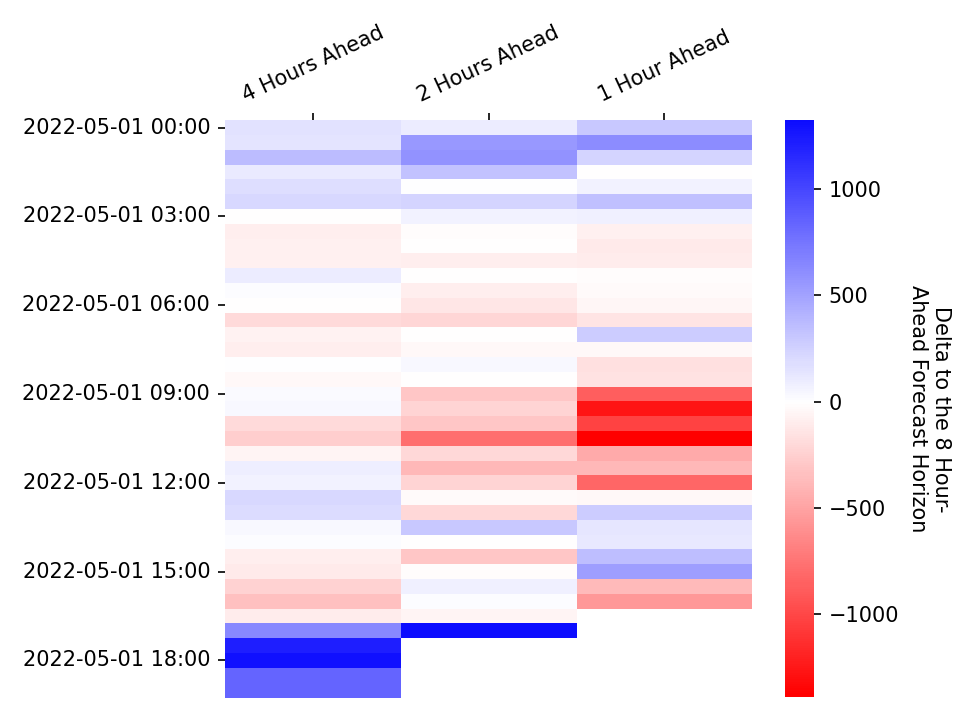 4 Hours Ahead
2 Hours Ahead
1 Hour Ahead
2022-05-01 00:00
2022-05-01 03:00
2022-05-01 06:00
2022-05-01 09:00
2022-05-01 12:00
2022-05-01 15:00
2022-05-01 18:00
1000
500
0
−500
−1000
Delta to the 8 Hour-
Ahead Forecast Horizon